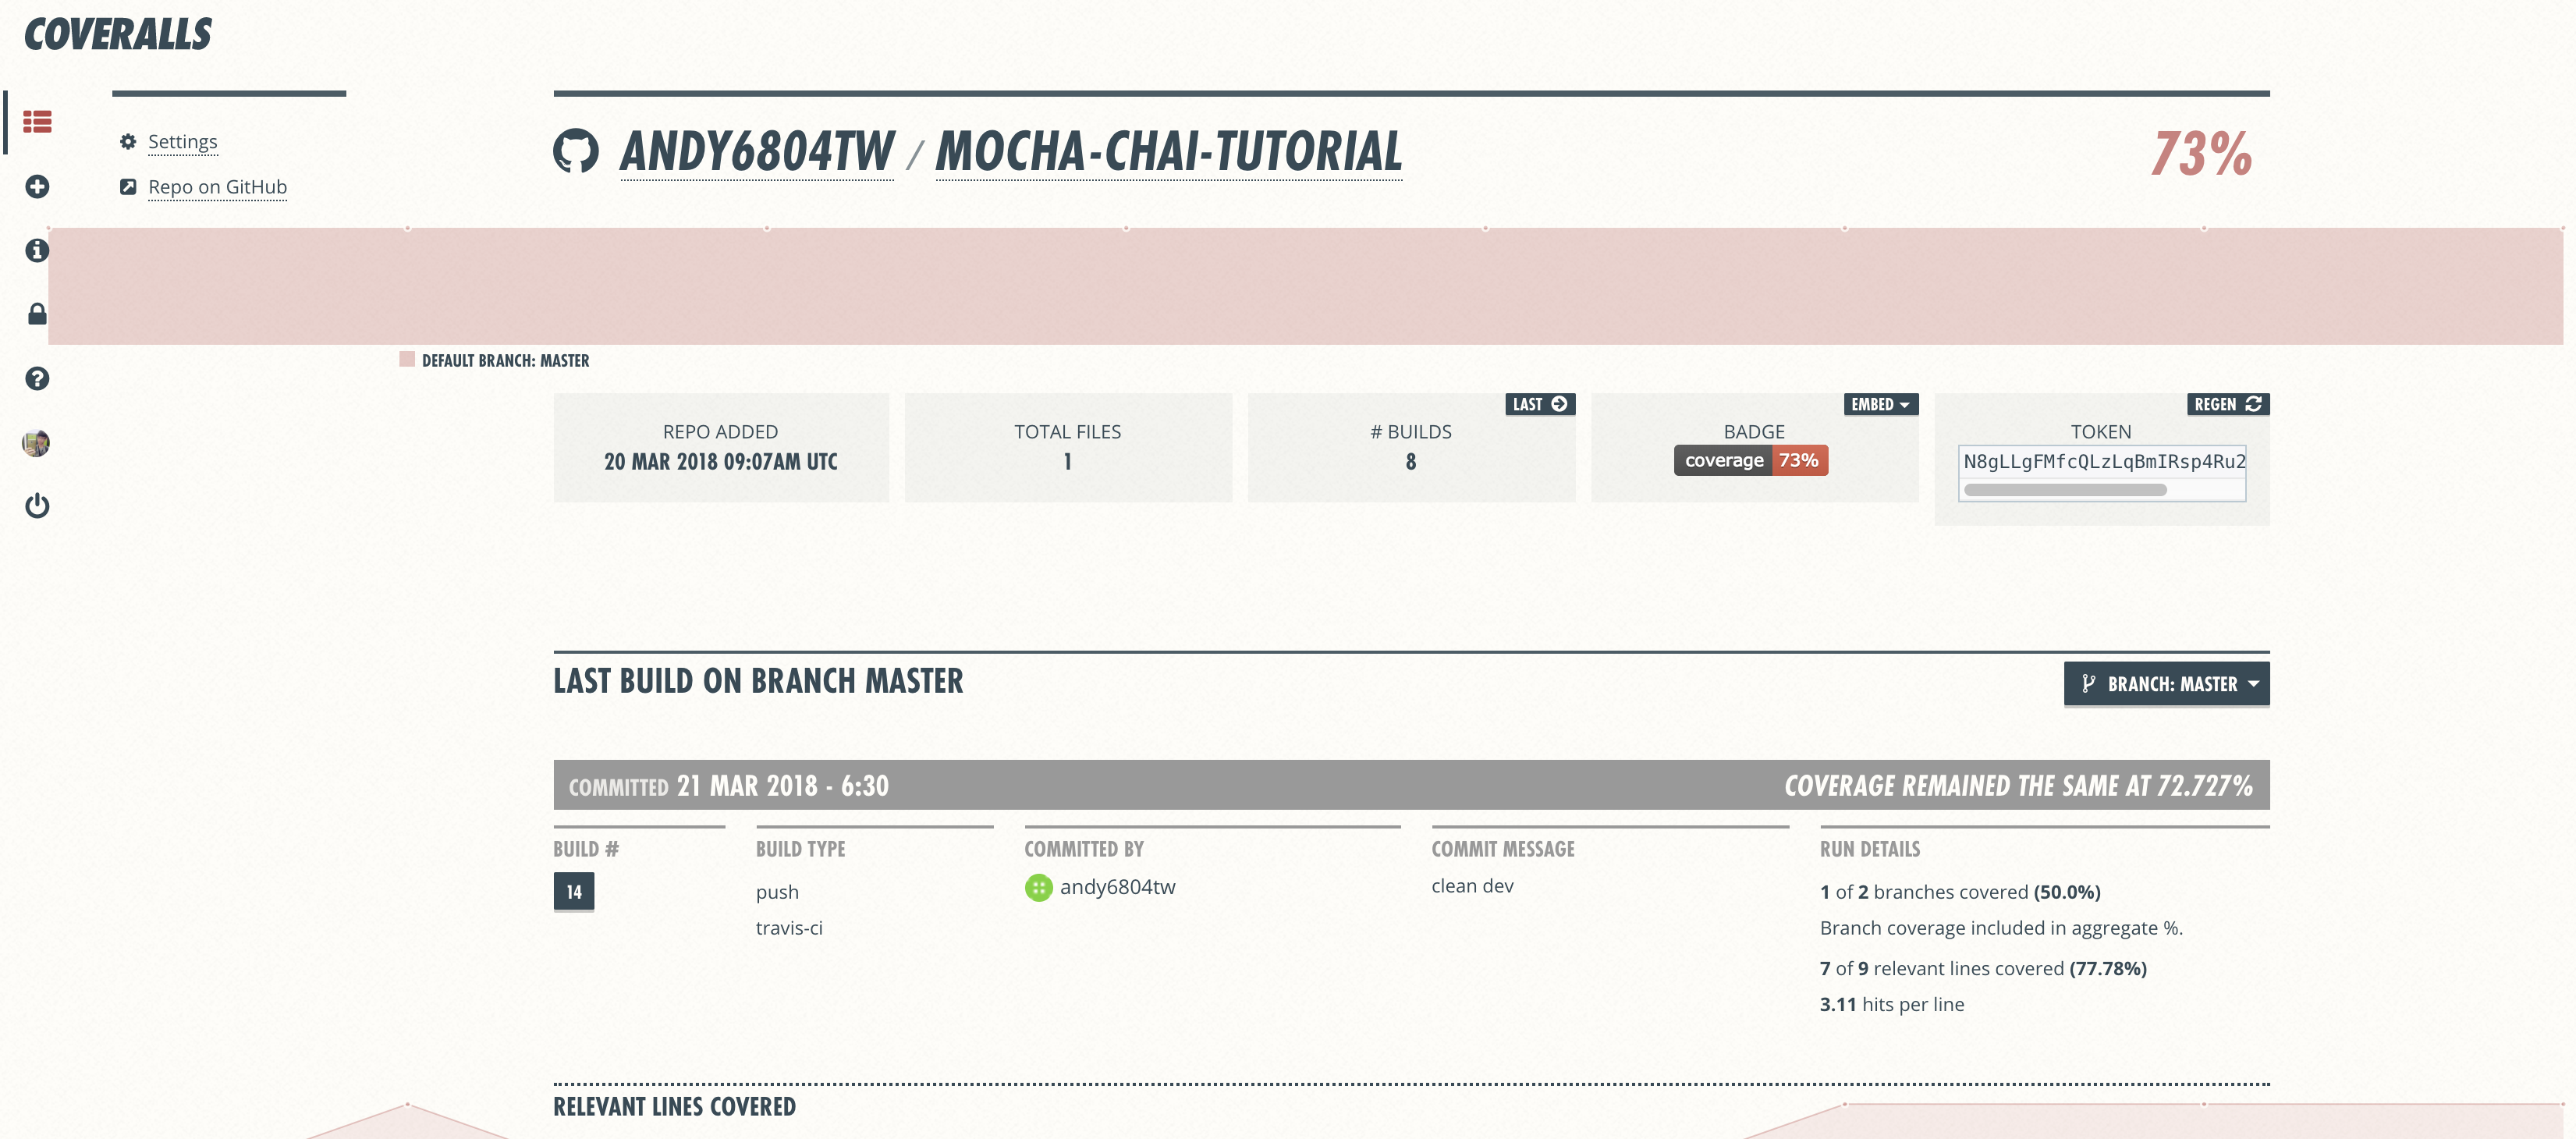 COVERALLS
Settings
Repo on GitHub
ANDY6804TW / MOCHA-CHAI-TUTORIAL
73%
DEFAULT BRANCH: MASTER
REPO ADDED
20 MAR 2018 09:07AM UTC
TOTAL FILES
1
LAST
# BUILDS
8
EMBED
BADGE
coverage 73%
REGEN
TOKEN
N8gLLgFMfcQLzLqBmIRsp4Ru2
LAST BUILD ON BRANCH MASTER
BRANCH: MASTER
COMMITTED 21 MAR 2018 - 6:30
COVERAGE REMAINED THE SAME AT 72.727%
BUILD #
14
BUILD TYPE
push
travis-ci
COMMITTED BY
andy6804tw
COMMIT MESSAGE
clean dev
RUN DETAILS
1 of 2 branches covered (50.0%)
Branch coverage included in aggregate %.
7 of 9 relevant lines covered (77.78%)
3.11 hits per line
RELEVANT LINES COVERED